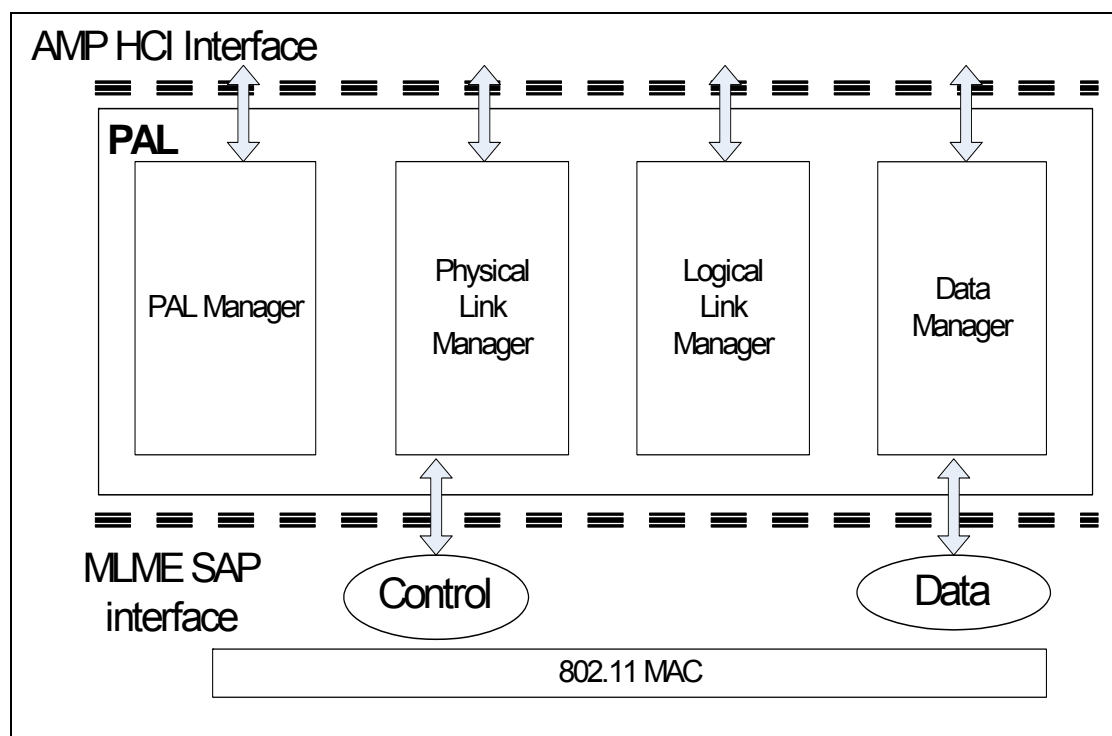 AMP HCI Interface
PAL
PAL Manager
Physical
Link
Manager
Logical
Link
Manager
Data
Manager
MLME SAP
interface
Control
Data
802.11 MAC